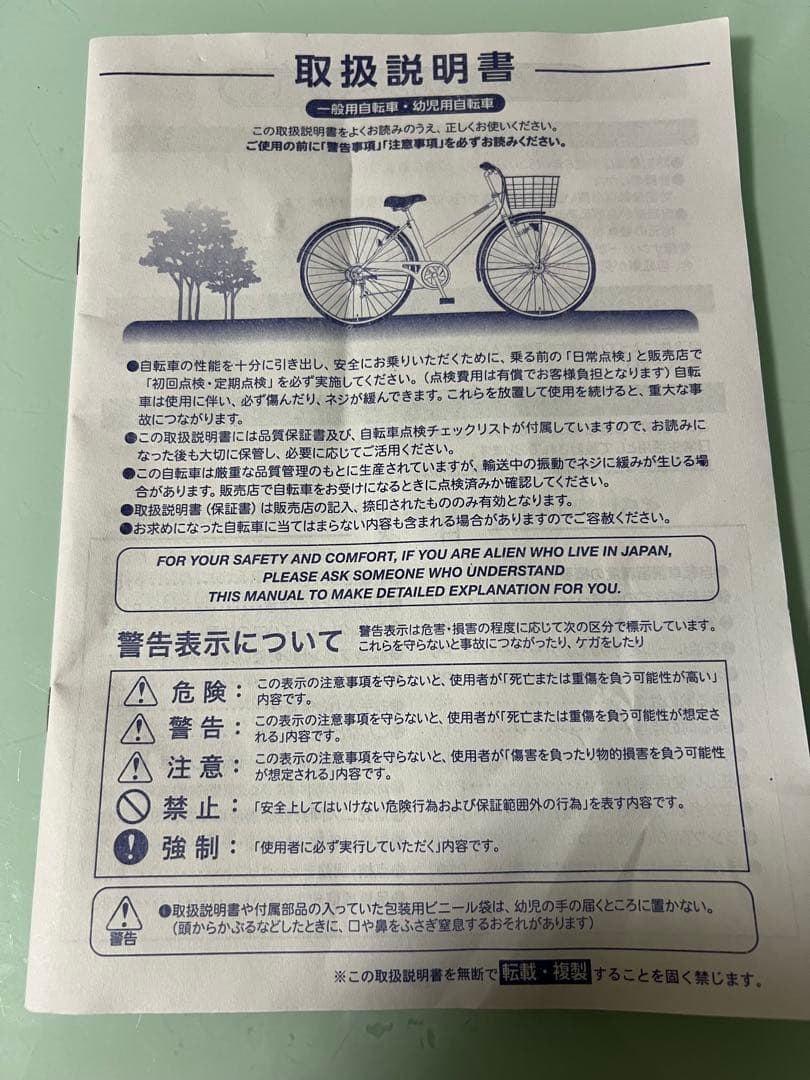 取扱説明書
一般用自転車・幼児用自転車
この取扱説明書をよくお読みのうえ、正しくお使いください。
ご使用の前に「警告事項」「注意事項」を必ずお読みください。
●自転車の性能を十分に引き出し、安全にお乗りいただくために、乗る前の「日常点検」と販売店で
「初回点検・定期点検」を必ず実施してください。（点検費用は有償でお客様負担となります）自転
車は使用に伴い、必ず傷んだり、ネジが緩んできます。これらを放置して使用を続けると、重大な事
故につながります。
●この取扱説明書には品質保証書及び、自転車点検チェックリストが付属していますので、お読みに
なった後も大切に保管し、必要に応じてご活用ください。
●この自転車は厳重な品質管理のもとに生産されていますが、輸送中の振動でネジに緩みが生じる場
合があります。販売店で自転車をお受けになるときに点検済みか確認してください。
●取扱説明書（保証書）は販売店の記入、捺印されたもののみ有効となります。
●お求めになった自転車に当てはまらない内容も含まれる場合がありますのでご容赦ください。
FOR YOUR SAFETY AND COMFORT, IF YOU ARE ALIEN WHO LIVE IN JAPAN,
PLEASE ASK SOMEONE WHO UNDERSTAND
THIS MANUAL TO MAKE DETAILED EXPLANATION FOR YOU.
警告表示について
警告表示は危害・損害の程度に応じて次の区分で標示しています。
これらを守らないと事故につながったり、ケガをしたり
危険： この表示の注意事項を守らないと、使用者が「死亡または重傷を負う可能性が高い」
内容です。
警告： この表示の注意事項を守らないと、使用者が「死亡または重傷を負う可能性が想定さ
れる」内容です。
注意： この表示の注意事項を守らないと、使用者が「傷害を負ったり物的損害を負う可能性
が想定される」内容です。
禁止： 「安全上してはいけない危険行為および保証範囲外の行為」を表す内容です。
強制： 「使用者に必ず実行していただく」内容です。
警告
●取扱説明書や付属部品の入っていた包装用ビニール袋は、幼児の手の届くところに置かない。
（頭からかぶるなどしたときに、口や鼻をふさぎ窒息するおそれがあります）
※この取扱説明書を無断で転載・複製することを固く禁じます。